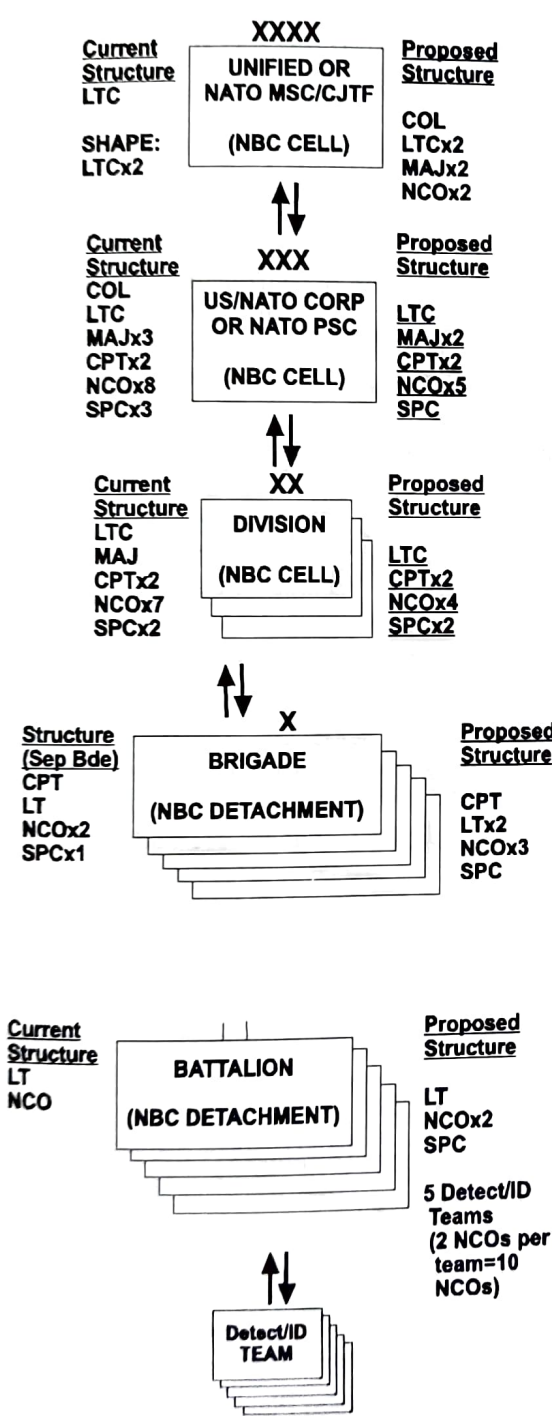 XXXX
Current
Structure
LTC
SHAPE:
LTCx2
UNIFIED OR
NATO MSC/CJTF
(NBC CELL)
Proposed
Structure
COL
LTCx2
MAJx2
NCOx2
Current
Structure
COL
LTC
MAJx3
CPTx2
NCOx8
SPCx3
XXX
US/NATO CORP
OR NATO PSC
(NBC CELL)
Proposed
Structure
LTC
MAJx2
CPTx2
NCOx5
SPC
Current
Structure
LTC
MAJ
CPTx2
NCOx7
SPCx2
XX
DIVISION
(NBC CELL)
Proposed
Structure
LTC
CPTx2
NCOx4
SPCx2
Structure
(Sep Bde)
CPT
LT
NCOx2
SPCx1
X
BRIGADE
(NBC DETACHMENT)
Proposed
Structure
CPT
LTx2
NCOx3
SPC
Current
Structure
LT
NCO
BATTALION
(NBC DETACHMENT)
Proposed
Structure
LT
NCOx2
SPC
5 Detect/ID
Teams
(2 NCOs per
team=10
NCOs)
Detect/ID
TEAM